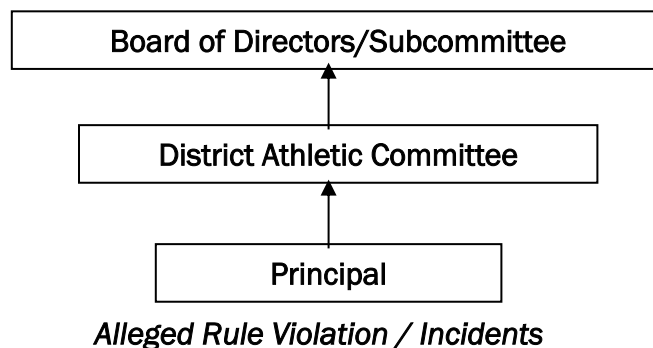 Board of Directors/Subcommittee
District Athletic Committee
Principal
Alleged Rule Violation / Incidents